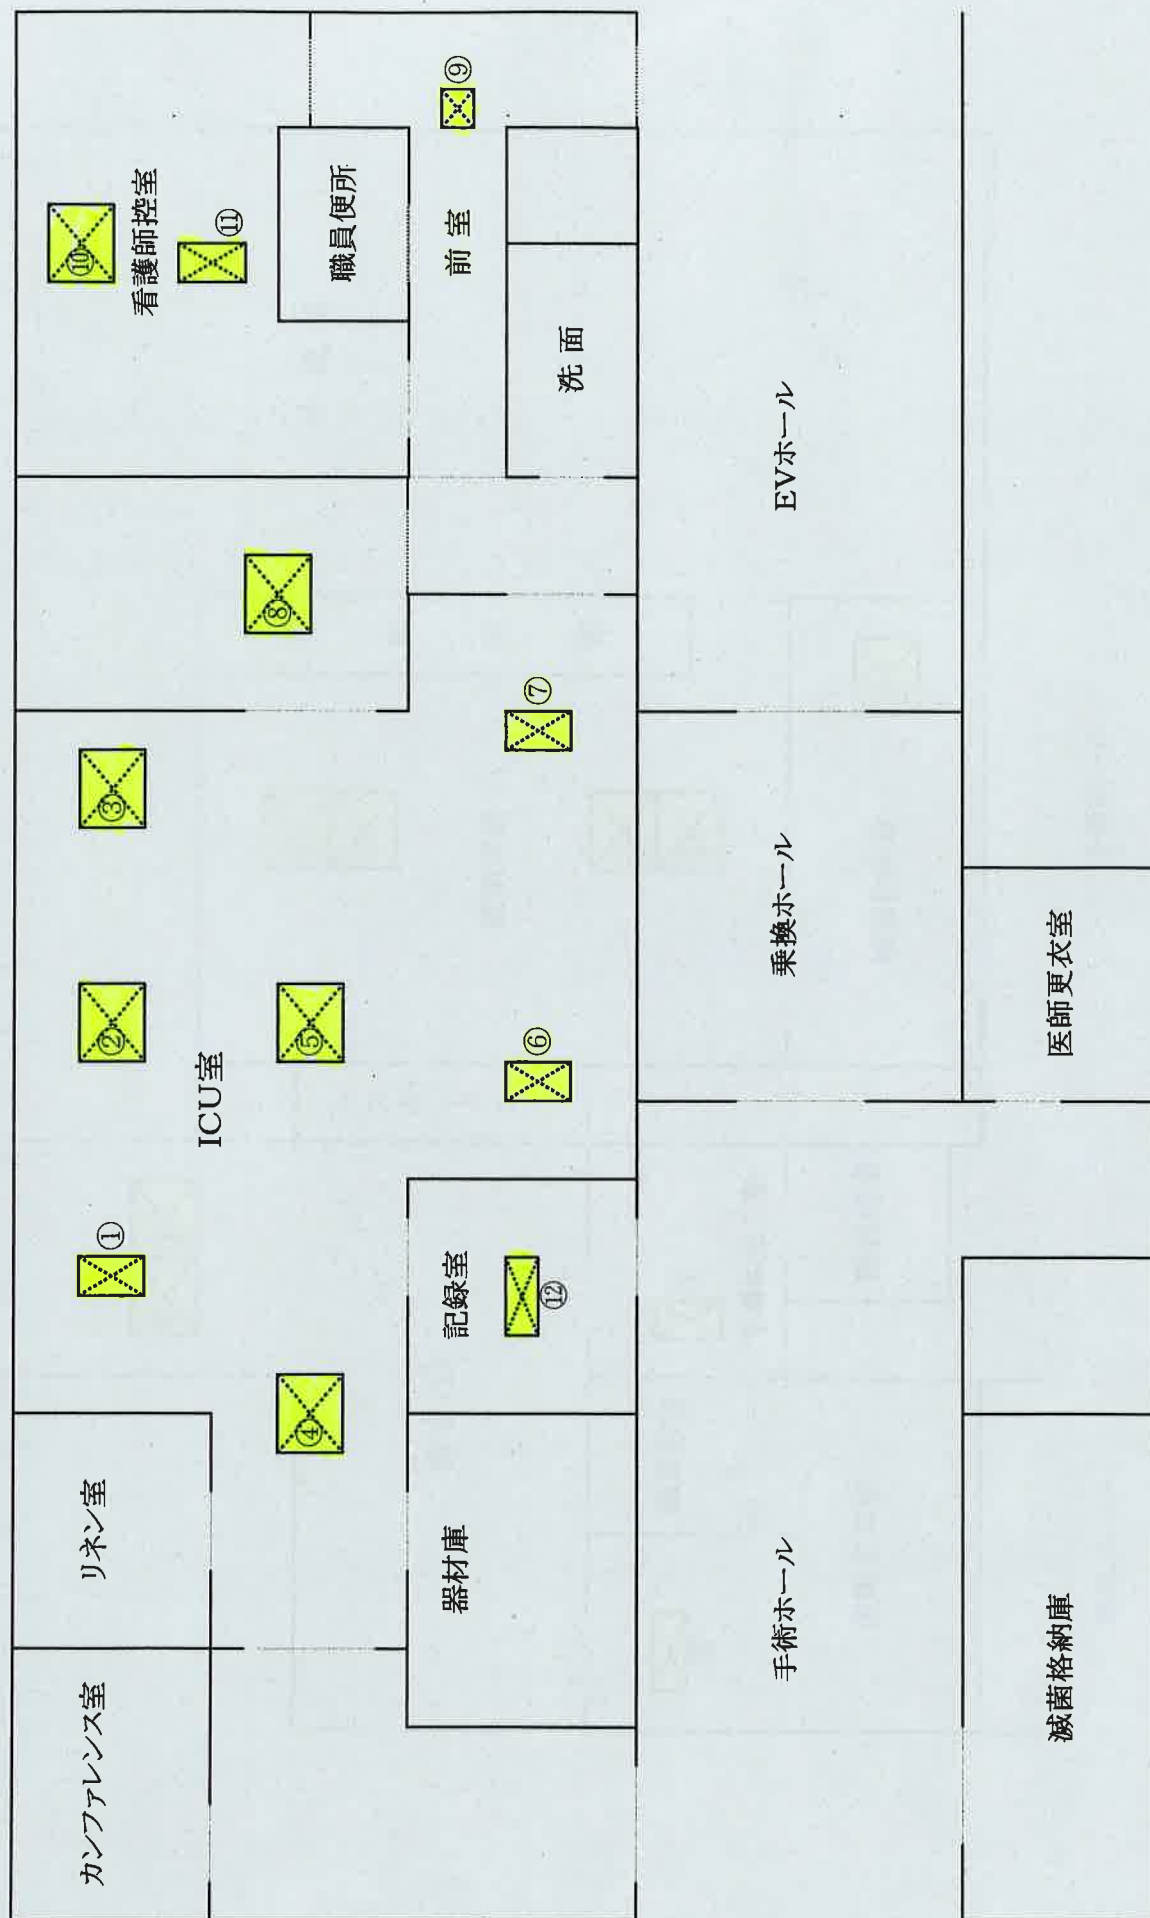 カンファレンス室
リネン室
ICU室
①
②
③
④
⑤
⑥
⑦
⑧
⑨
看護師控室
⑩
⑪
職員便所
前室
洗面
器材庫
記録室
⑫
手術ホール
乗換ホール
EVホール
滅菌格納庫
医師更衣室